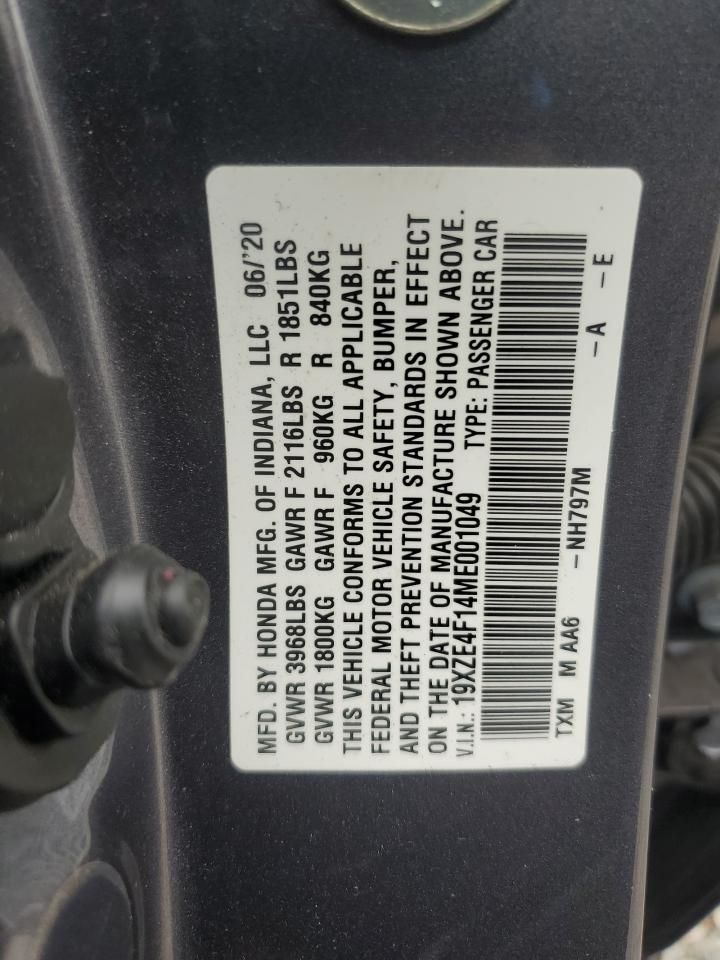 MFD. BY HONDA MFG. OF INDIANA, LLC 06/'20
GVWR 3968LBS GAWR F 2116LBS R 1851LBS
GVWR 1800KG GAWR F 960KG R 840KG
THIS VEHICLE CONFORMS TO ALL APPLICABLE
FEDERAL MOTOR VEHICLE SAFETY, BUMPER,
AND THEFT PREVENTION STANDARDS IN EFFECT
ON THE DATE OF MANUFACTURE SHOWN ABOVE.
V.I.N.: 19XZE4F14ME001049 TYPE: PASSENGER CAR
TXM M AA6 -NH797M -A -E